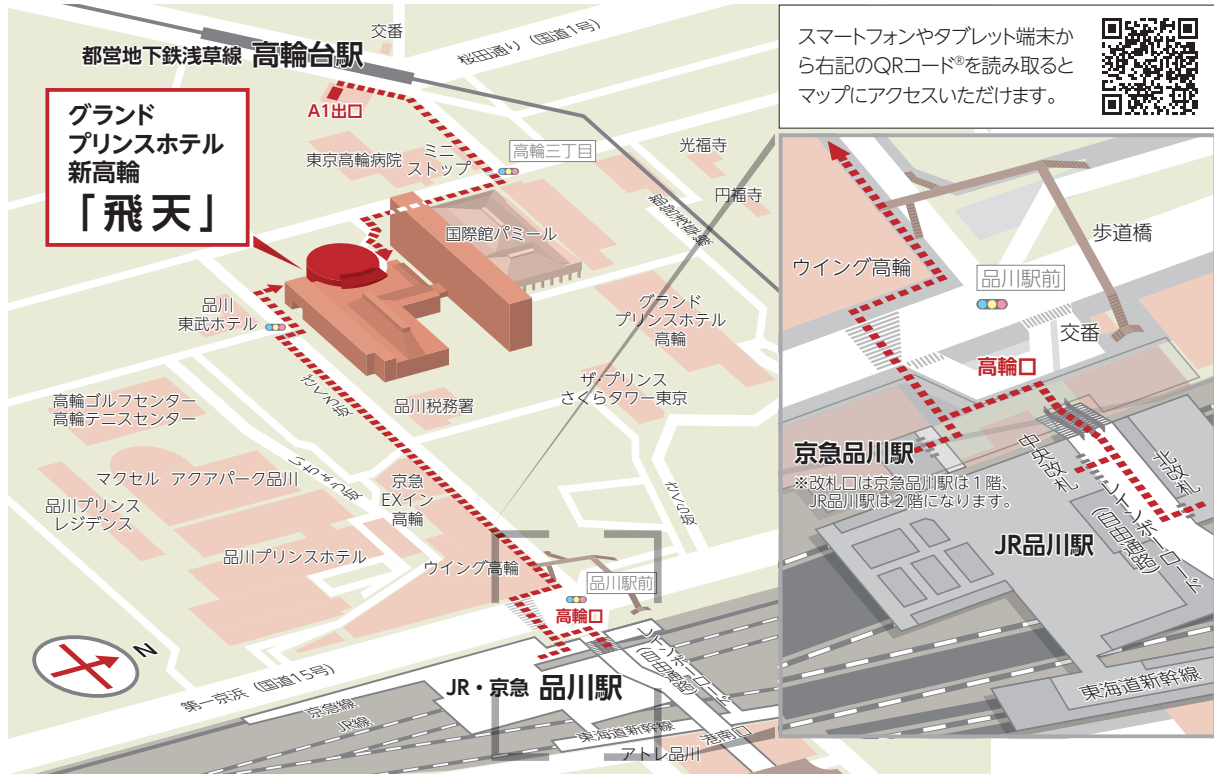 交番
都営地下鉄浅草線 高輪台駅
桜田通り（国道1号）
A1出口
グランド
プリンスホテル
新高輪
「飛天」
東京高輪病院
ミニ
ストップ
高輪三丁目
光福寺
円福寺
都営浅草線
国際館パミール
品川
東武ホテル
グランド
プリンスホテル
高輪
ざくろ坂
品川税務署
ザ・プリンス
さくらタワー東京
高輪ゴルフセンター
高輪テニスセンター
マクセル アクアパーク品川
品川プリンス
レジデンス
京急
EXイン
高輪
品川プリンスホテル
ウイング高輪
品川駅前
高輪口
N
第一京浜（国道15号）
京急線
JR線
JR・京急 品川駅
レインボーロード
（自由通路）
東海道新幹線
港南口
アトレ品川
スマートフォンやタブレット端末か
ら右記のQRコード®を読み取ると
マップにアクセスいただけます。
歩道橋
ウイング高輪
品川駅前
交番
高輪口
京急品川駅
※改札口は京急品川駅は１階、
JR品川駅は２階になります。
中央改札
北改札
レインボーロード
（自由通路）
JR品川駅
東海道新幹線